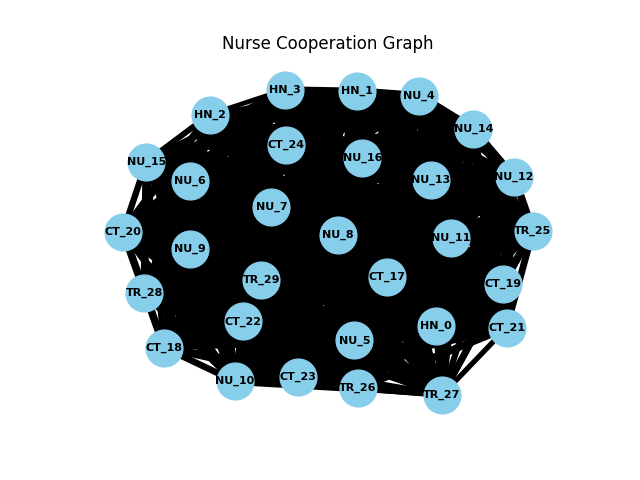 Nurse Cooperation Graph
HN_3
HN_1
NU_4
HN_2
NU_14
CT_24
NU_16
NU_15
NU_6
NU_13
NU_12
NU_7
CT_20
NU_8
NU_11
TR_25
NU_9
TR_29
CT_17
CT_19
TR_28
CT_22
HN_0
CT_21
NU_5
CT_18
NU_10
CT_23
TR_26
TR_27